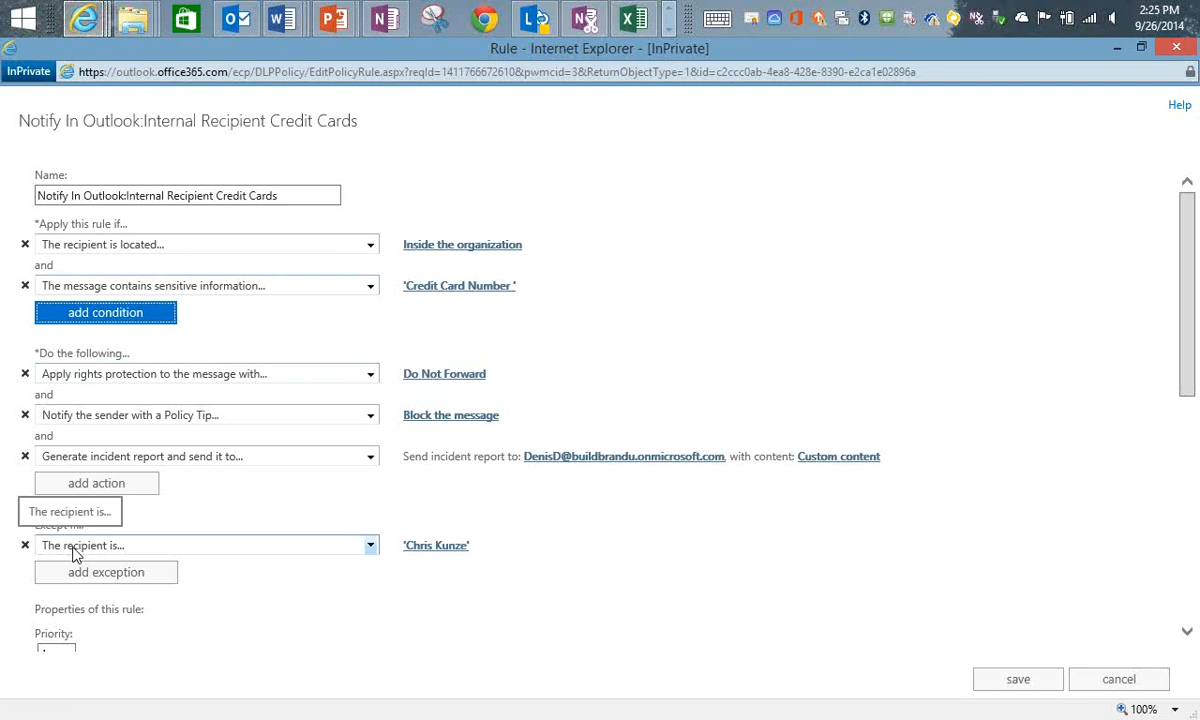 2:25 PM
9/26/2014
Rule - Internet Explorer - [InPrivate]
InPrivate https://outlook.office365.com/ecp/DLPPolicy/EditPolicyRule.aspx?reqId=1411766672610&pwmcid=3&ReturnObjectType=1&id=c2ccc0ab-4ea8-428e-8390-e2ca1e02896a
Help
Notify In Outlook:Internal Recipient Credit Cards
Name:
Notify In Outlook:Internal Recipient Credit Cards
*Apply this rule if...
The recipient is located... Inside the organization
and
The message contains sensitive information... 'Credit Card Number '
add condition
*Do the following...
Apply rights protection to the message with... Do Not Forward
and
Notify the sender with a Policy Tip... Block the message
and
Generate incident report and send it to... Send incident report to: DenisD@buildbrandu.onmicrosoft.com, with content: Custom content
add action
The recipient is...
Except if...
The recipient is... 'Chris Kunze'
add exception
Properties of this rule:
Priority:
save cancel
100%